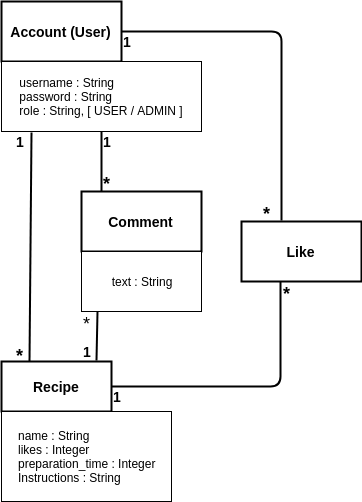 Account (User)
1
username : String
password : String
role : String, [ USER / ADMIN ]
1
1
*
Comment
*
Like
text : String
*
*
1
*
Recipe
1
name : String
likes : Integer
preparation_time : Integer
Instructions : String